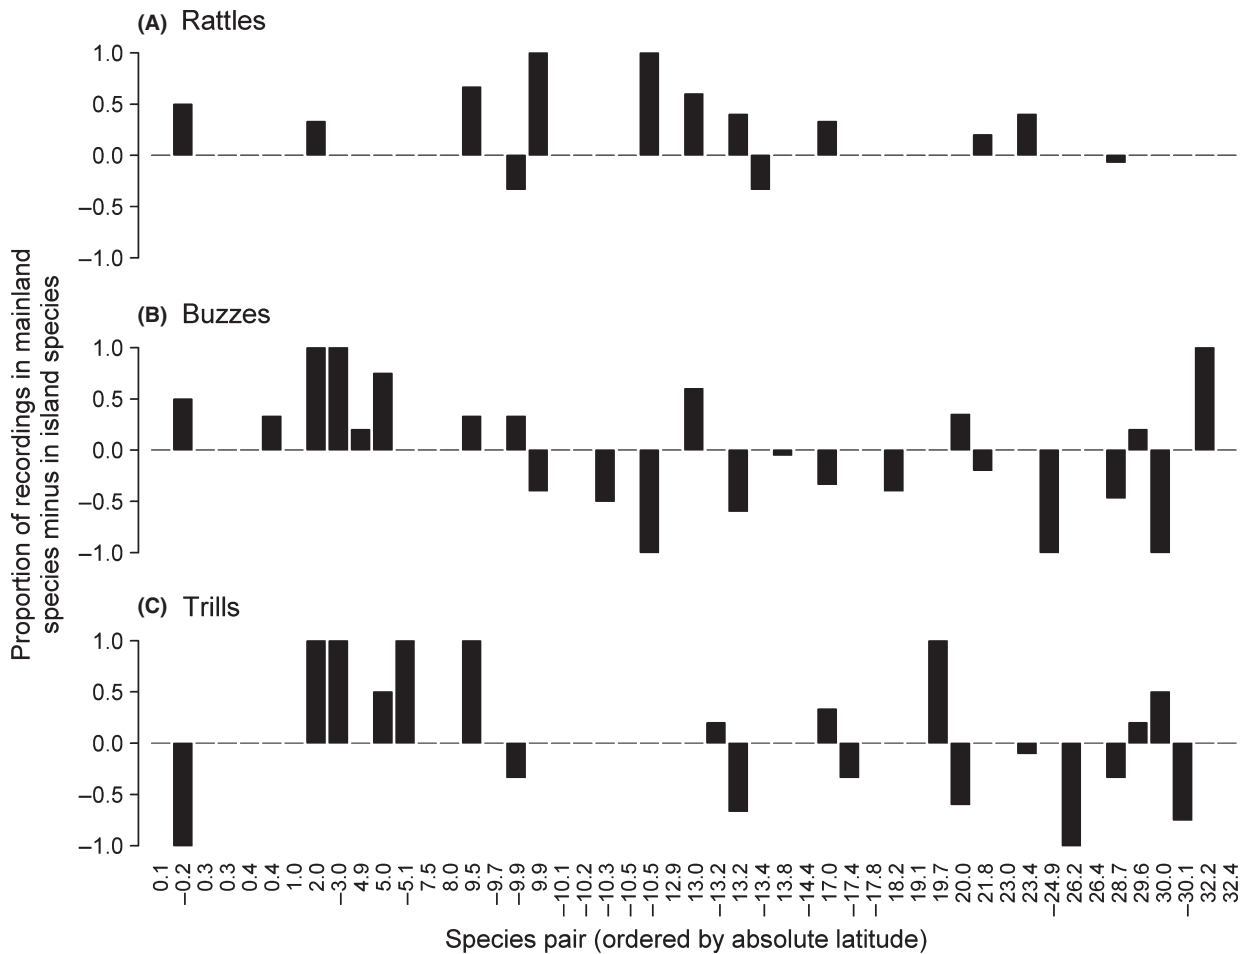 (A) Rattles
1.0
0.5
0.0
–0.5
–1.0
(B) Buzzes
1.0
0.5
0.0
–0.5
–1.0
(C) Trills
1.0
0.5
0.0
–0.5
–1.0
Proportion of recordings in mainland
species minus in island species
0.1 –0.2 0.3 0.3 0.4 0.4 1.0 2.0 –3.0 4.9 5.0 –5.1 7.5 8.0 9.5 –9.7 –9.9 9.9 –10.1 –10.2 –10.3 –10.5 –10.5 12.9 13.0 –13.2 13.2 –13.4 13.8 –14.4 17.0 –17.4 –17.8 18.2 19.1 19.7 20.0 21.8 23.0 23.4 –24.9 26.2 26.4 28.7 29.6 30.0 –30.1 32.2 32.4
Species pair (ordered by absolute latitude)